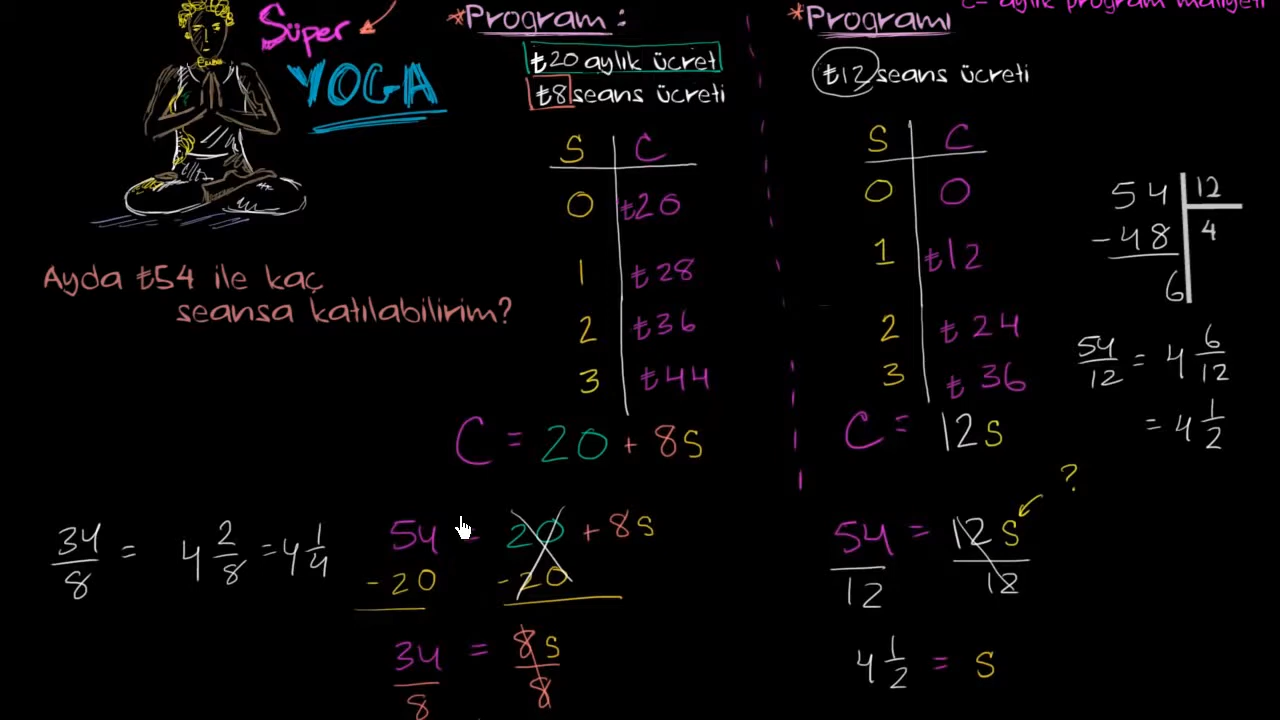 Süper
YOGA
Ayda ₺54 ile kaç
seansa katılabilirim?
*Program:
₺20 aylık ücret
₺8 seans ücreti
S C
0 ₺20
1 ₺28
2 ₺36
3 ₺44
C = 20 + 8s
54 = 20 + 8s
-20 -20
34 = 8s
8 8
34/8 = 4 2/8 = 4 1/4
*Programı
₺12 seans ücreti
S C
0 0
1 ₺12
2 ₺24
3 ₺36
C = 12s
?
54 = 12s
12 12
4 1/2 = s
C= aylık program maliyeti
54 12
-48 4
6
54/12 = 4 6/12
= 4 1/2